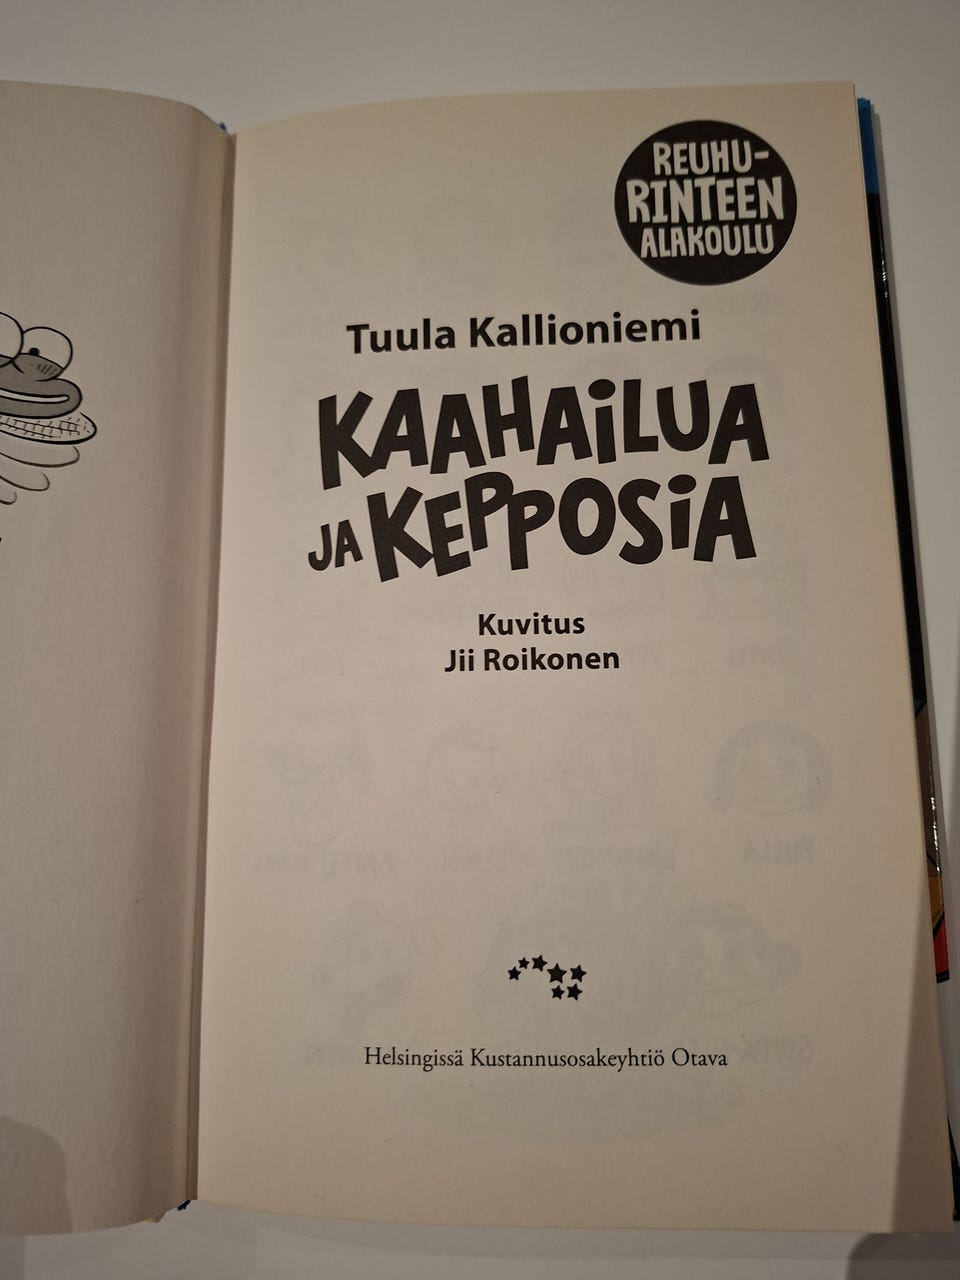 REUHU-
RINTEEN
ALAKOULU
Tuula Kallioniemi
KAAHAILUA
JA KEPPOSIA
Kuvitus
Jii Roikonen
Helsingissä Kustannusosakeyhtiö Otava